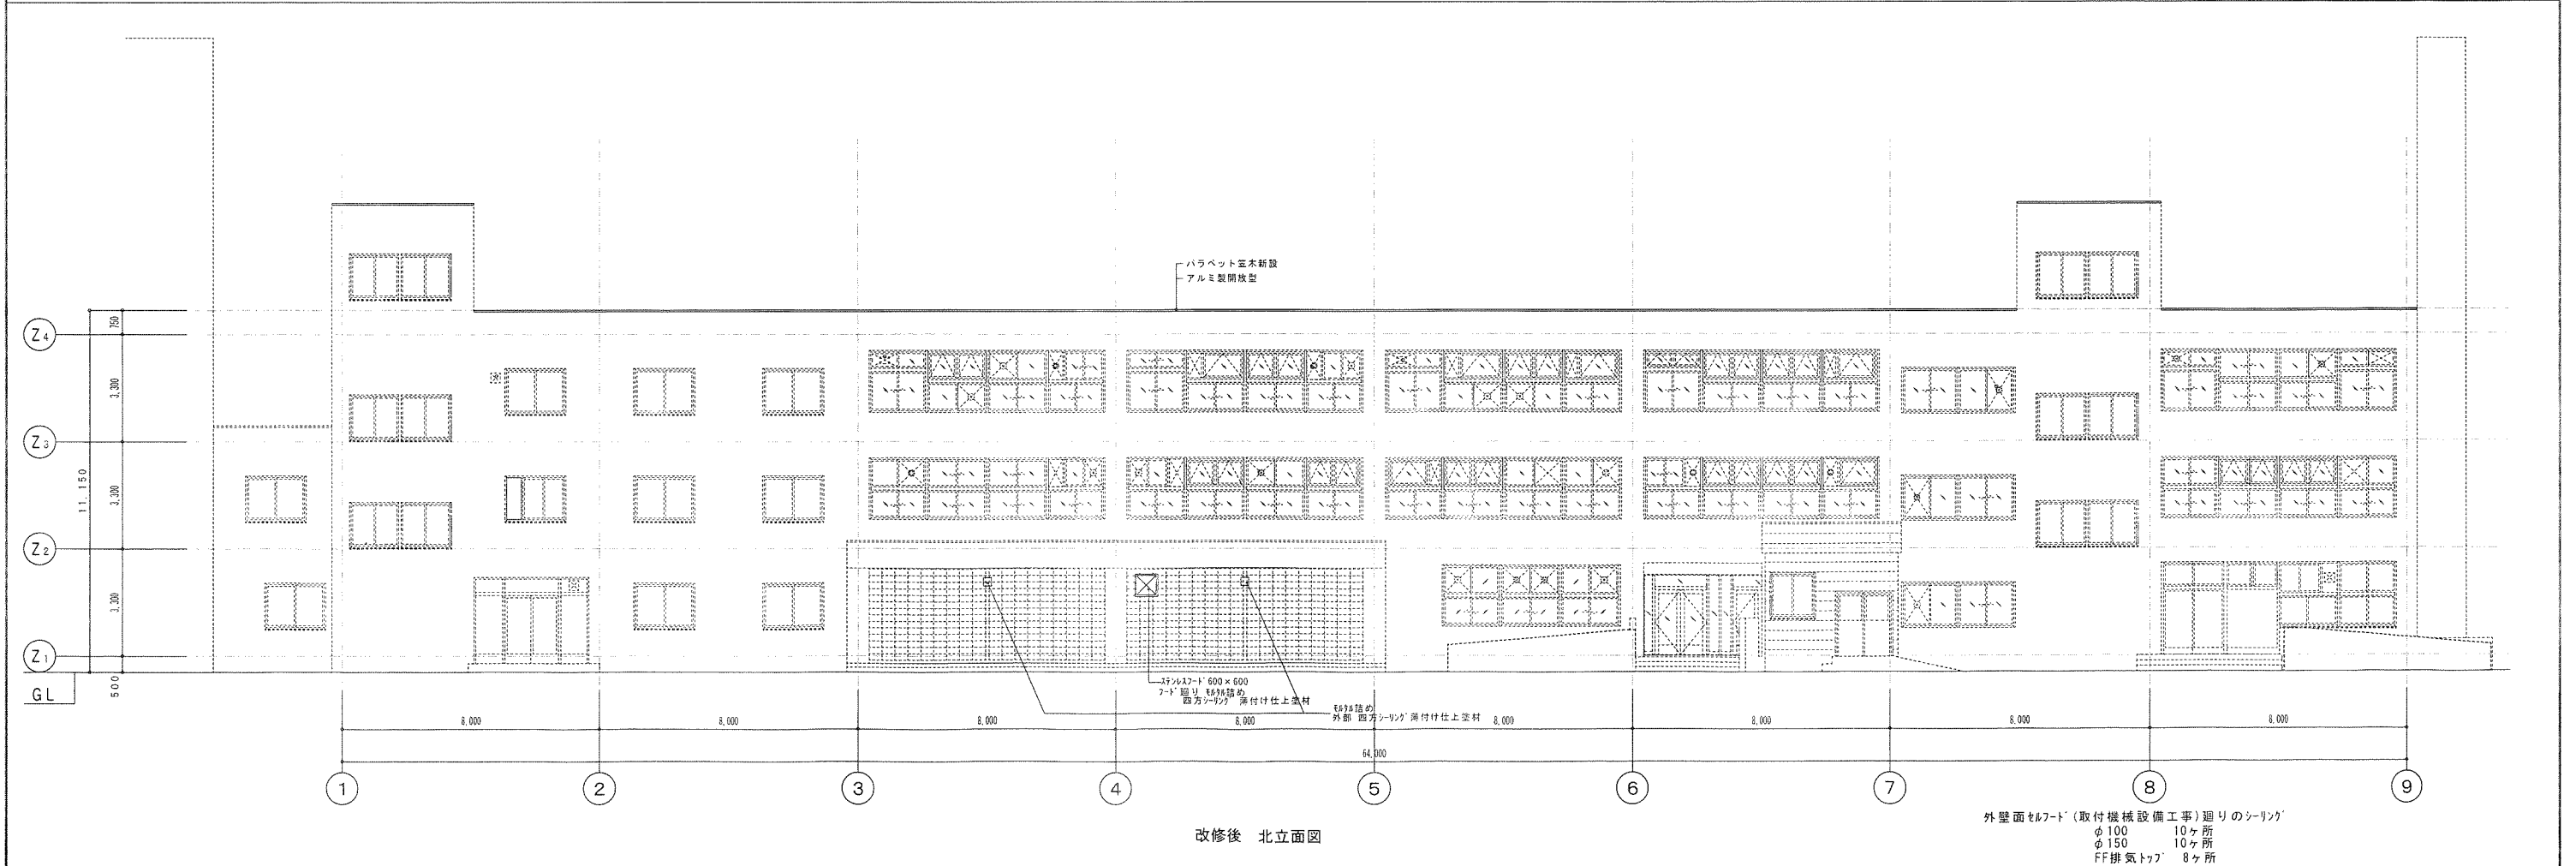 パラペット笠木新設
アルミ製開放型
Z4
750
3,300
Z3
11,150
3,300
Z2
3,300
Z1
GL
500
ステンレスフード 600×600
フード廻り モルタル詰め
四方シーリング 薄付け仕上塗材
モルタル詰め
外部 四方シーリング 薄付け仕上塗材
8,000 8,000 8,000 8,000 8,000 8,000 8,000 8,000
64,000
1 2 3 4 5 6 7 8 9
改修後 北立面図
外壁面セルフード(取付機械設備工事)廻りのシーリング
φ100 10ヶ所
φ150 10ヶ所
FF排気トップ 8ヶ所